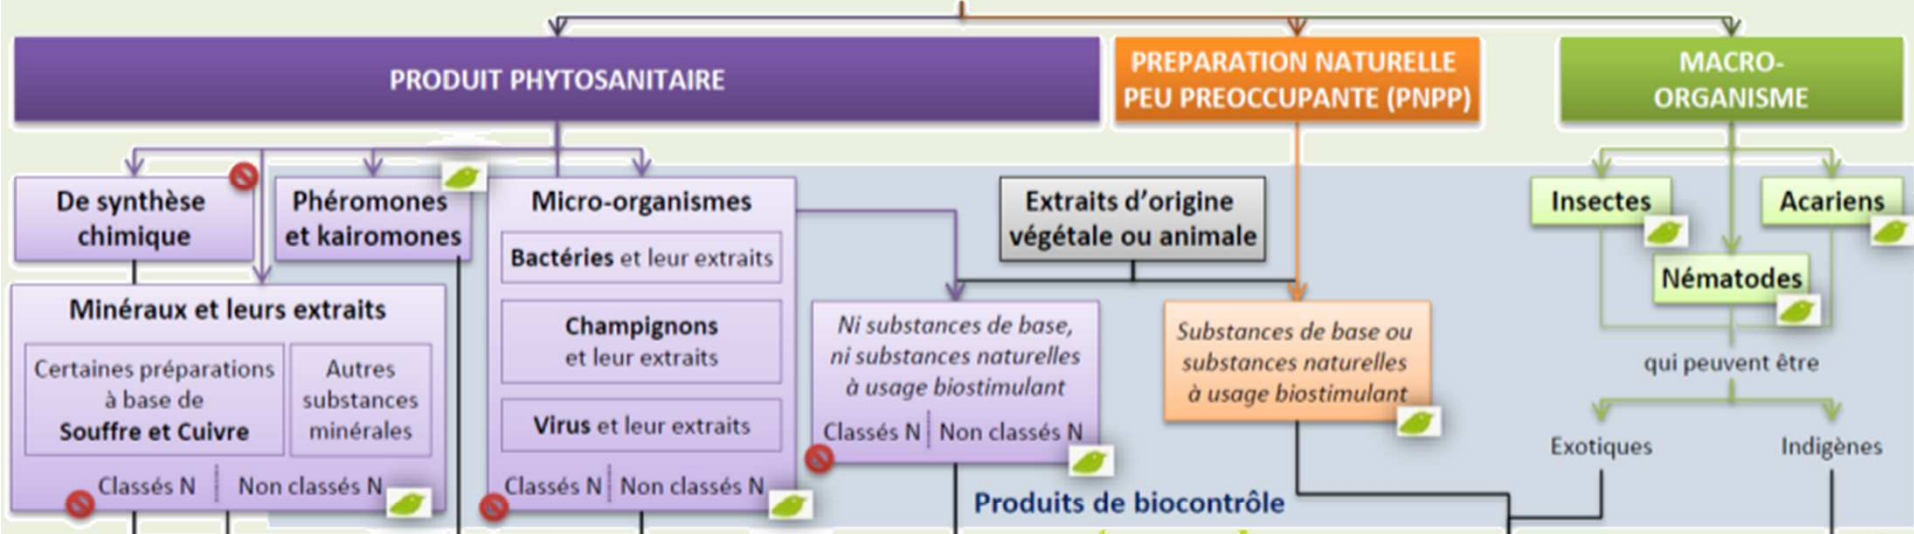 PRODUIT PHYTOSANITAIRE
PREPARATION NATURELLE
PEU PREOCCUPANTE (PNPP)
MACRO-
ORGANISME
De synthèse
chimique
Phéromones
et kairomones
Micro-organismes
Bactéries et leur extraits
Champignons
et leur extraits
Virus et leur extraits
Classés N Non classés N
Minéraux et leurs extraits
Certaines préparations
à base de
Souffre et Cuivre
Autres
substances
minérales
Classés N Non classés N
Extraits d'origine
végétale ou animale
Ni substances de base,
ni substances naturelles
à usage biostimulant
Classés N Non classés N
Substances de base ou
substances naturelles
à usage biostimulant
Produits de biocontrôle
Insectes
Acariens
Nématodes
qui peuvent être
Exotiques
Indigènes